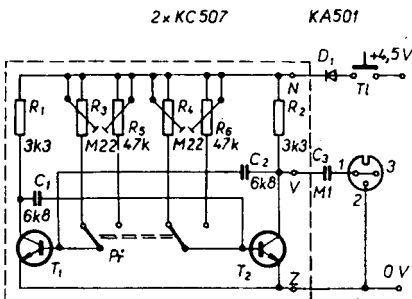 2x KC507 KA501
D1 +4,5V
N Tl
R1 R3 R5 R4 R6 R2
3k3 M22 47k M22 47k 3k3
C1 6k8
C2 6k8
C3 M1
V 1 2 3
T1 Př T2
Z 0V